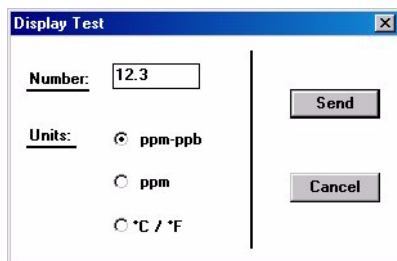 Display Test
Number: 12.3
Send
Units: ppm-ppb
ppm
Cancel
°C / °F